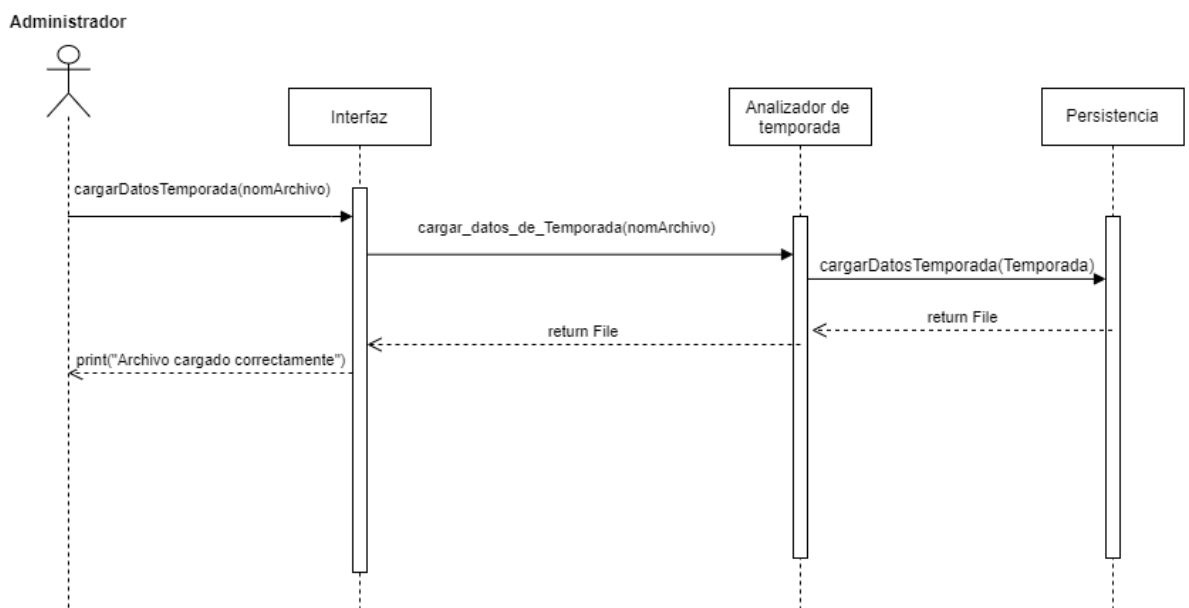 Administrador
Interfaz
Analizador de
temporada
Persistencia
cargarDatosTemporada(nomArchivo)
cargar_datos_de_Temporada(nomArchivo)
cargarDatosTemporada(Temporada)
return File
return File
print("Archivo cargado correctamente")